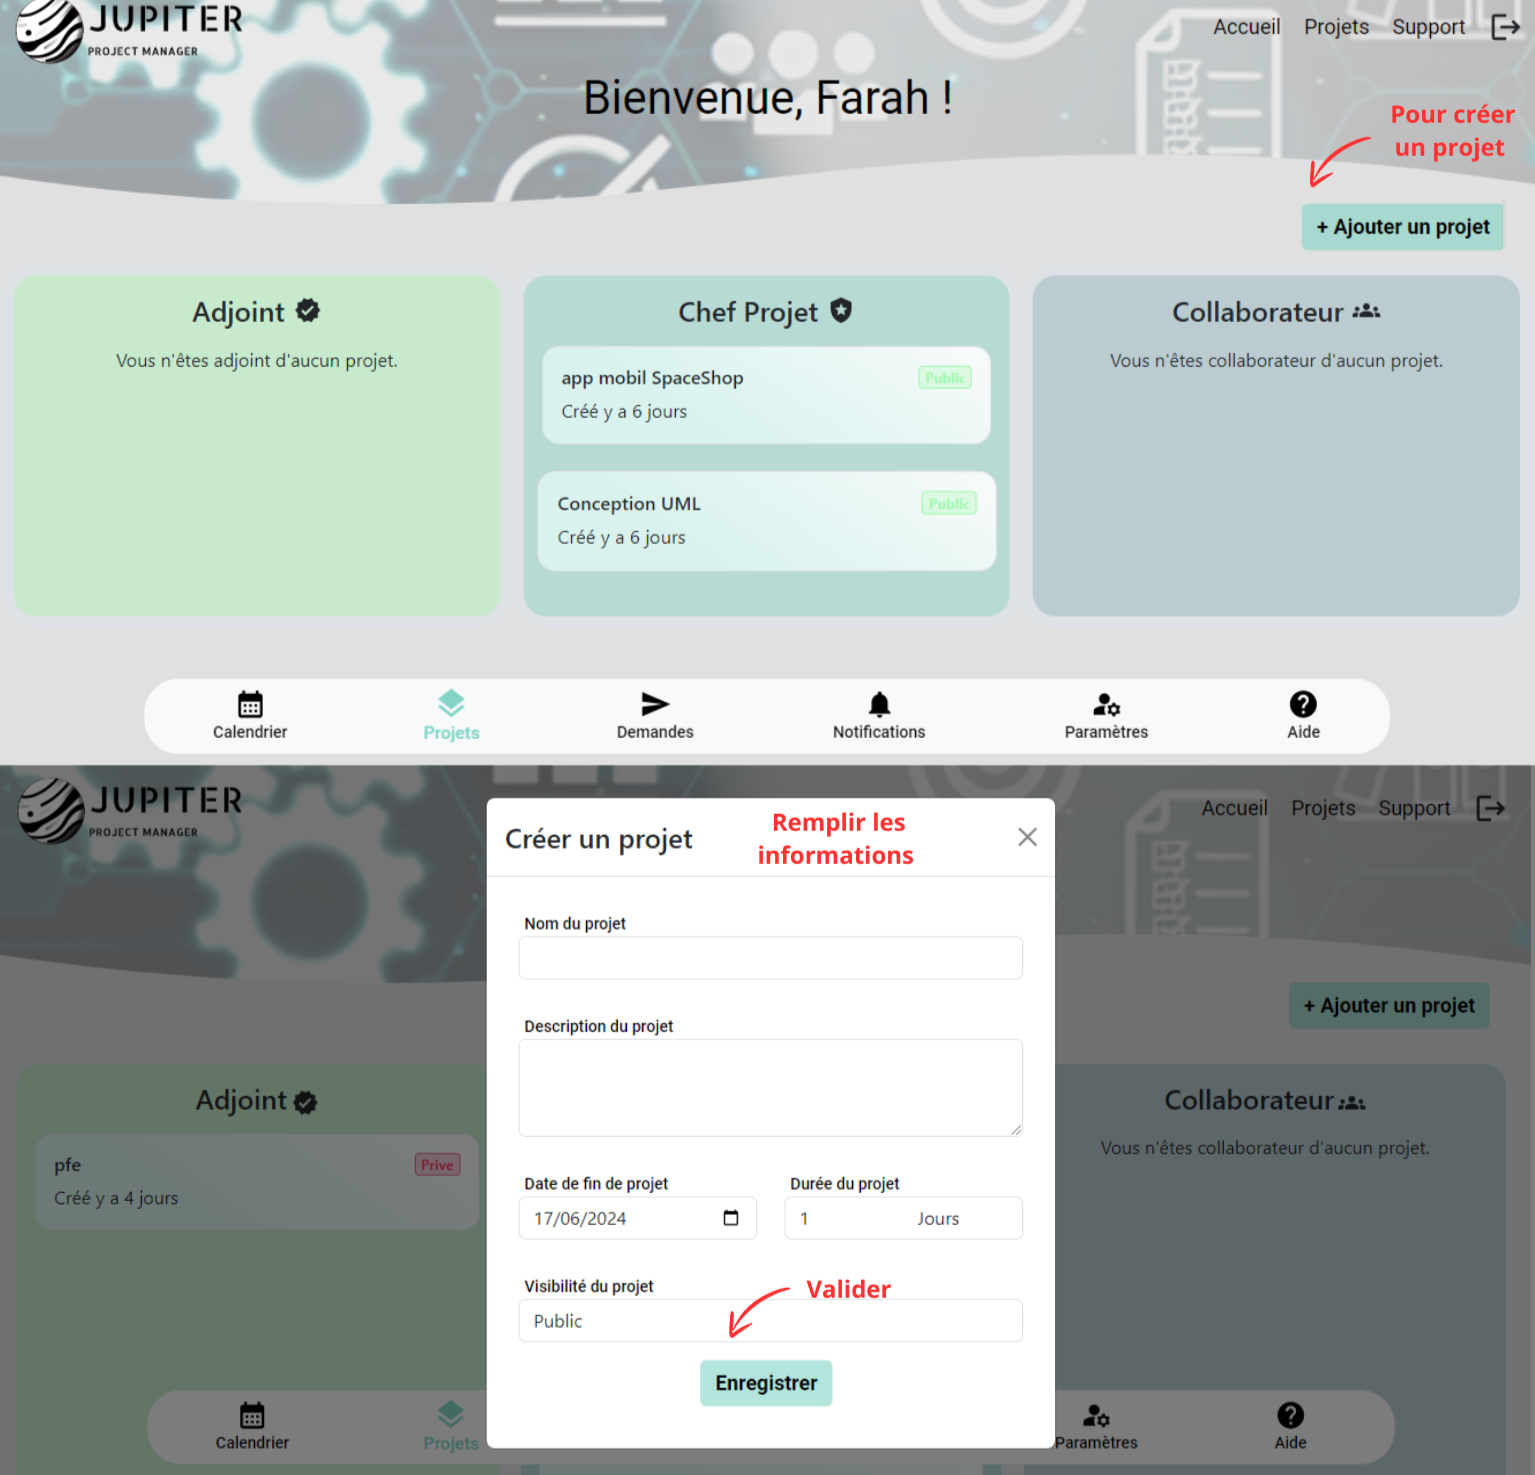 JUPITER
PROJECT MANAGER
Accueil Projets Support
Bienvenue, Farah !
Pour créer
un projet
+ Ajouter un projet
Adjoint
Vous n'êtes adjoint d'aucun projet.
Chef Projet
app mobil SpaceShop Public
Créé y a 6 jours
Conception UML Public
Créé y a 6 jours
Collaborateur
Vous n'êtes collaborateur d'aucun projet.
Calendrier Projets Demandes Notifications Paramètres Aide
JUPITER
PROJECT MANAGER
Accueil Projets Support
+ Ajouter un projet
Adjoint
pfe Prive
Créé y a 4 jours
Créer un projet
Remplir les
informations
Nom du projet
Description du projet
Date de fin de projet Durée du projet
17/06/2024 1 Jours
Visibilité du projet
Valider
Public
Enregistrer
Collaborateur
Vous n'êtes collaborateur d'aucun projet.
Calendrier Projets Paramètres Aide